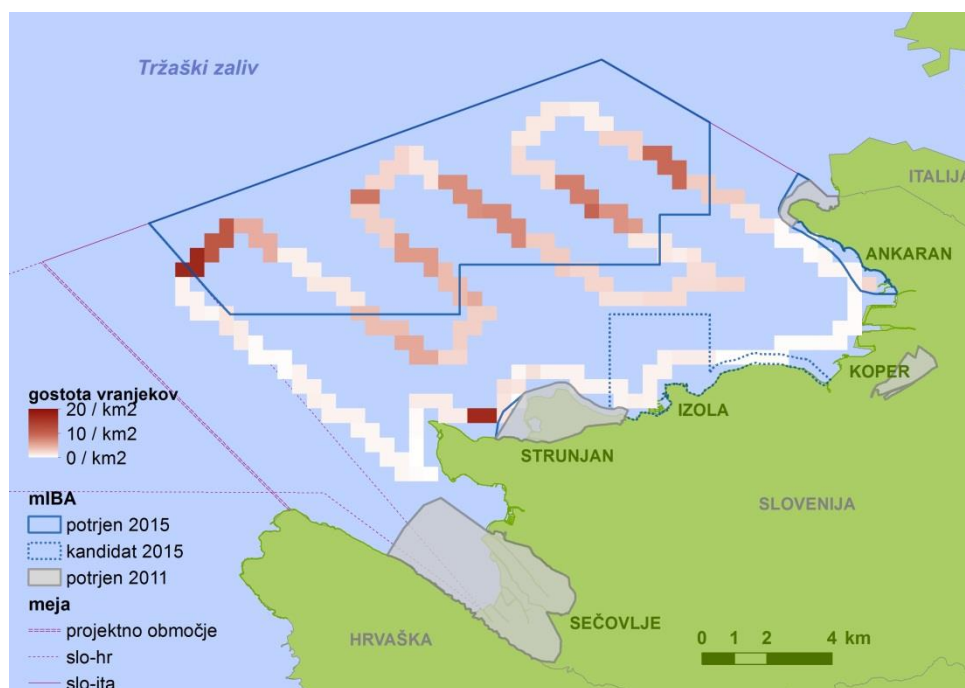 Tržaški zaliv
ITALIJA
ANKARAN
KOPER
IZOLA
STRUNJAN
SLOVENIJA
SEČOVLJE
HRVAŠKA
gostota vranjekov
20 / km2
10 / km2
0 / km2
mIBA
potrjen 2015
kandidat 2015
potrjen 2011
meja
projektno območje
slo-hr
slo-ita
0 1 2 4 km